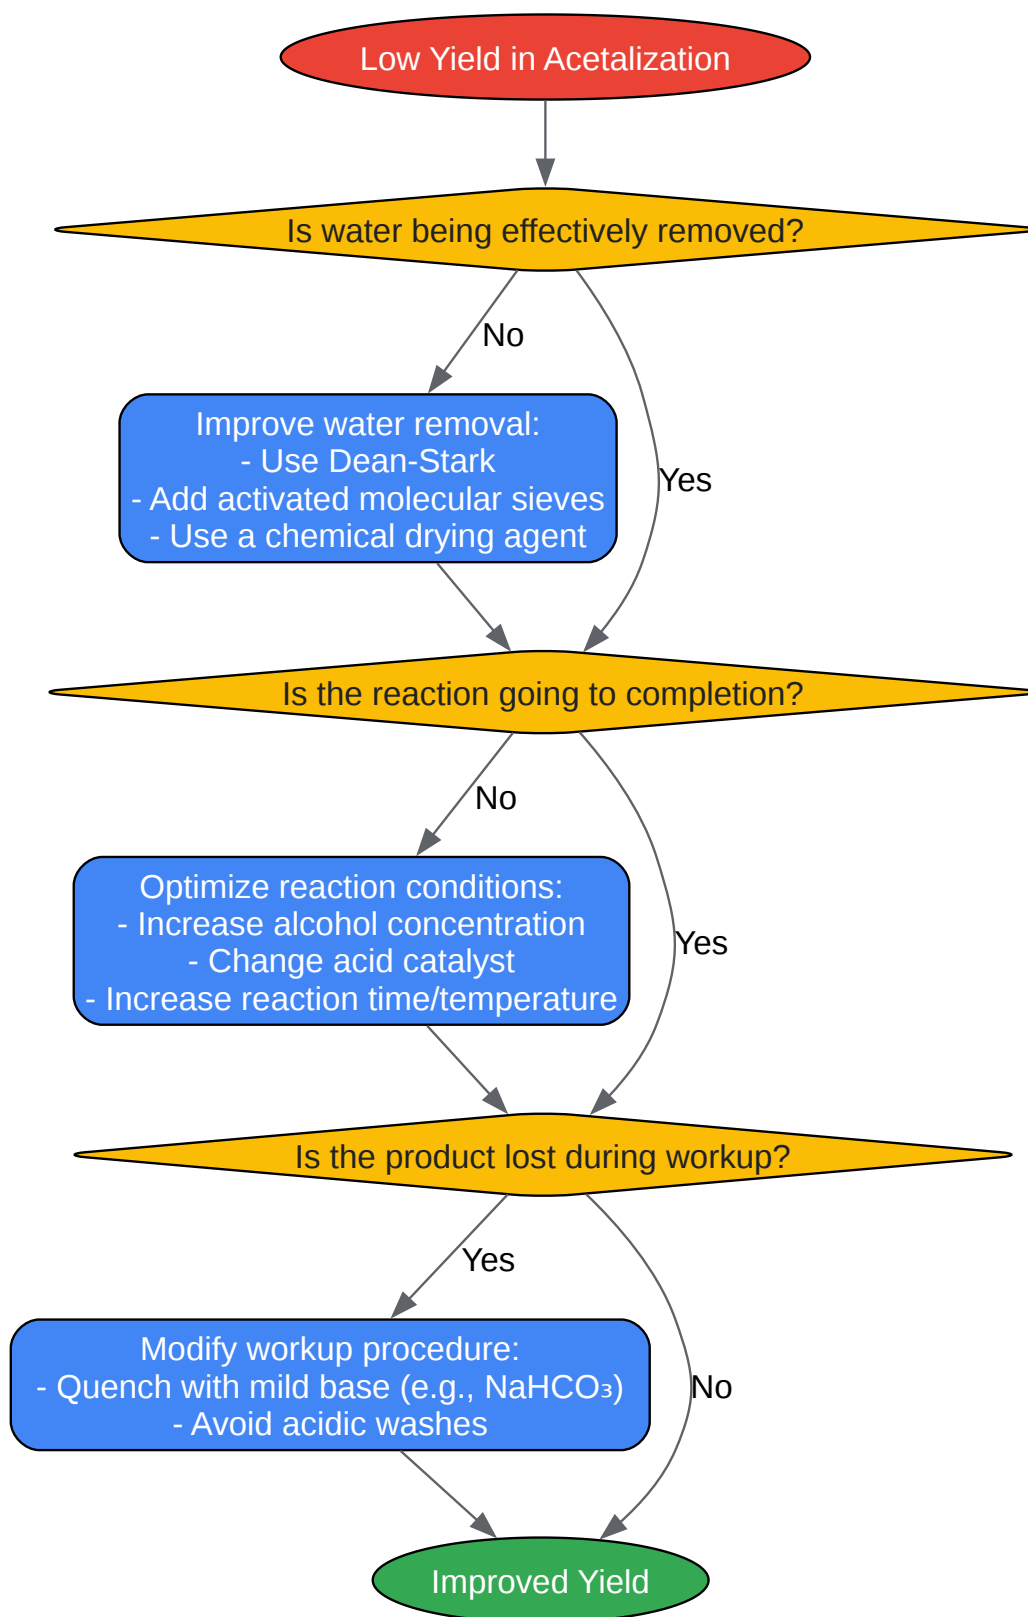 Low Yield in Acetalization
Is water being effectively removed?
No
Improve water removal:
- Use Dean-Stark
- Add activated molecular sieves
- Use a chemical drying agent
Yes
Is the reaction going to completion?
No
Optimize reaction conditions:
- Increase alcohol concentration
- Change acid catalyst
- Increase reaction time/temperature
Yes
Is the product lost during workup?
Yes
Modify workup procedure:
- Quench with mild base (e.g., NaHCO₃)
- Avoid acidic washes
No
Improved Yield